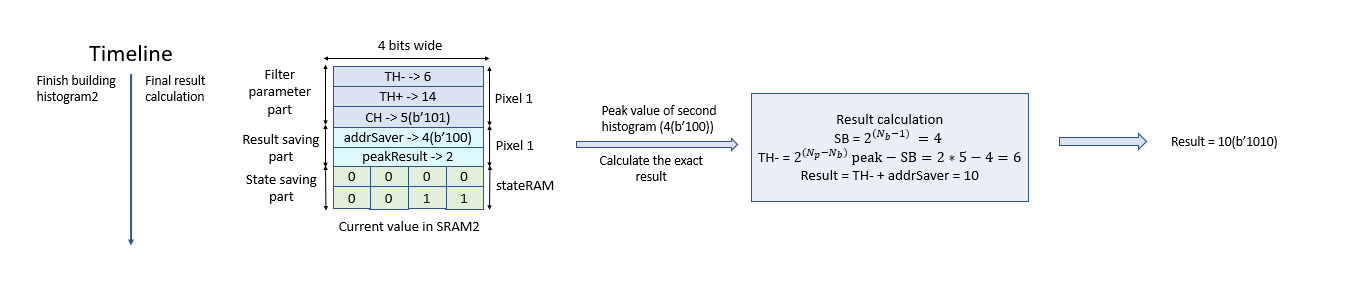 Timeline
Finish building
histogram2
Final result
calculation
4 bits wide
Filter
parameter
part
TH- -> 6
TH+ -> 14
CH -> 5(b'101)
Pixel 1
Result saving
part
addrSaver -> 4(b'100)
peakResult -> 2
Pixel 1
State saving
part
0 0 0 0
0 0 1 1
stateRAM
Current value in SRAM2
Peak value of second
histogram (4(b'100))
Calculate the exact
result
Result calculation
SB = 2^(N_b−1) = 4
TH- = 2^(N_p−N_b) peak − SB = 2 ∗ 5 − 4 = 6
Result = TH- + addrSaver = 10
Result = 10(b'1010)